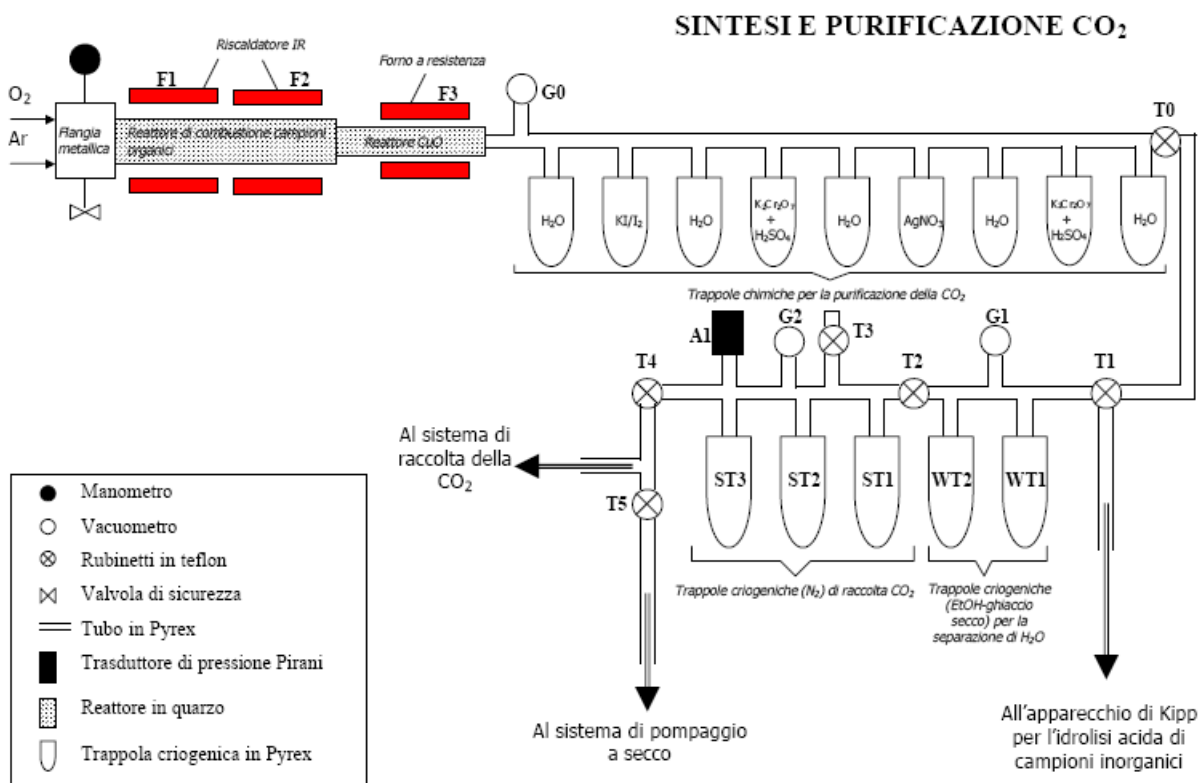 SINTESI E PURIFICAZIONE CO₂
Riscaldatore IR
Forno a resistenza
F1
F2
F3
G0
T0
O₂
Ar
Flangia
metallica
Reattore di combustione campioni
organici
Reattore CuO
H₂O
KI/I₂
H₂O
K₂Cr₂O₇
+
H₂SO₄
H₂O
AgNO₃
H₂O
K₂Cr₂O₇
+
H₂SO₄
H₂O
Trappole chimiche per la purificazione della CO₂
A1
G2
T3
G1
T4
T2
T1
Al sistema di
raccolta della
CO₂
T5
ST3
ST2
ST1
WT2
WT1
Trappole criogeniche (N₂) di raccolta CO₂
Trappole criogeniche
(EtOH-ghiaccio
secco) per la
separazione di H₂O
Al sistema di pompaggio
a secco
All'apparecchio di Kipp
per l'idrolisi acida di
campioni inorganici
Manometro
Vacuometro
Rubinetti in teflon
Valvola di sicurezza
Tubo in Pyrex
Trasduttore di pressione Pirani
Reattore in quarzo
Trappola criogenica in Pyrex